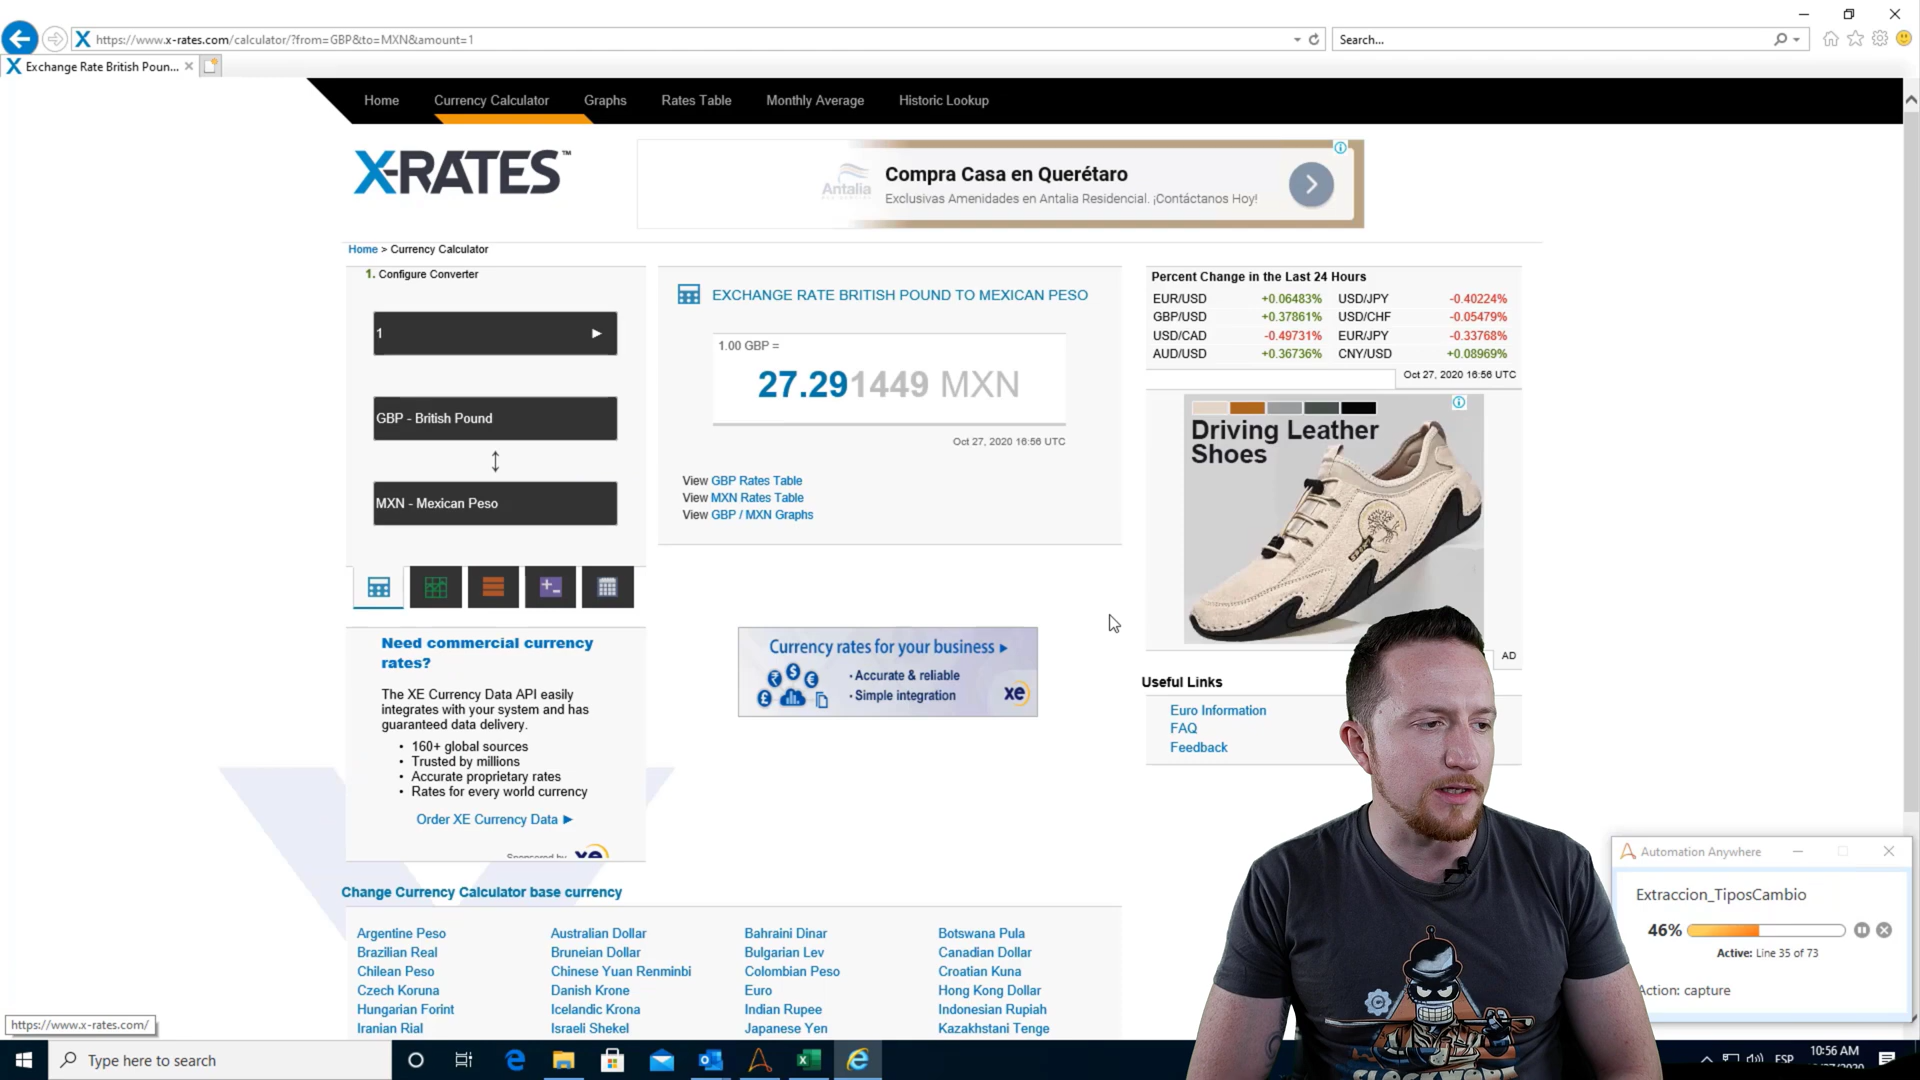 https://www.x-rates.com/calculator/?from=GBP&to=MXN&amount=1
Search...
Exchange Rate British Poun...
Home
Currency Calculator
Graphs
Rates Table
Monthly Average
Historic Lookup
X-RATES™
Antalia
Compra Casa en Querétaro
Exclusivas Amenidades en Antalia Residencial. ¡Contáctanos Hoy!
Home > Currency Calculator
1. Configure Converter
1
GBP - British Pound
MXN - Mexican Peso
EXCHANGE RATE BRITISH POUND TO MEXICAN PESO
1.00 GBP =
27.291449 MXN
Oct 27, 2020 16:56 UTC
View GBP Rates Table
View MXN Rates Table
View GBP / MXN Graphs
Percent Change in the Last 24 Hours
EUR/USD +0.06483% USD/JPY -0.40224%
GBP/USD +0.37861% USD/CHF -0.05479%
USD/CAD -0.49731% EUR/JPY -0.33768%
AUD/USD +0.36736% CNY/USD +0.08969%
Oct 27, 2020 16:56 UTC
Driving Leather
Shoes
AD
Need commercial currency
rates?
The XE Currency Data API easily
integrates with your system and has
guaranteed data delivery.
• 160+ global sources
• Trusted by millions
• Accurate proprietary rates
• Rates for every world currency
Order XE Currency Data ►
Sponsored by xe
Currency rates for your business ▸
· Accurate & reliable
· Simple integration
xe
Useful Links
Euro Information
FAQ
Feedback
Change Currency Calculator base currency
Argentine Peso Australian Dollar Bahraini Dinar Botswana Pula
Brazilian Real Bruneian Dollar Bulgarian Lev Canadian Dollar
Chilean Peso Chinese Yuan Renminbi Colombian Peso Croatian Kuna
Czech Koruna Danish Krone Euro Hong Kong Dollar
Hungarian Forint Icelandic Krona Indian Rupee Indonesian Rupiah
Iranian Rial Israeli Shekel Japanese Yen Kazakhstani Tenge
Automation Anywhere
Extraccion_TiposCambio
46%
Active: Line 35 of 73
Action: capture
https://www.x-rates.com/
Type here to search
ESP
10:56 AM
CLOCKWORK